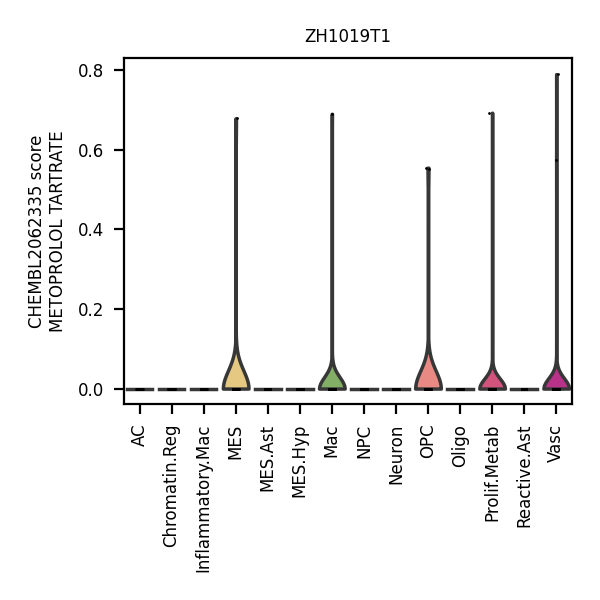 ZH1019T1
CHEMBL2062335 score
METOPROLOL TARTRATE
0.8
0.6
0.4
0.2
0.0
AC
Chromatin.Reg
Inflammatory.Mac
MES
MES.Ast
MES.Hyp
Mac
NPC
Neuron
OPC
Oligo
Prolif.Metab
Reactive.Ast
Vasc